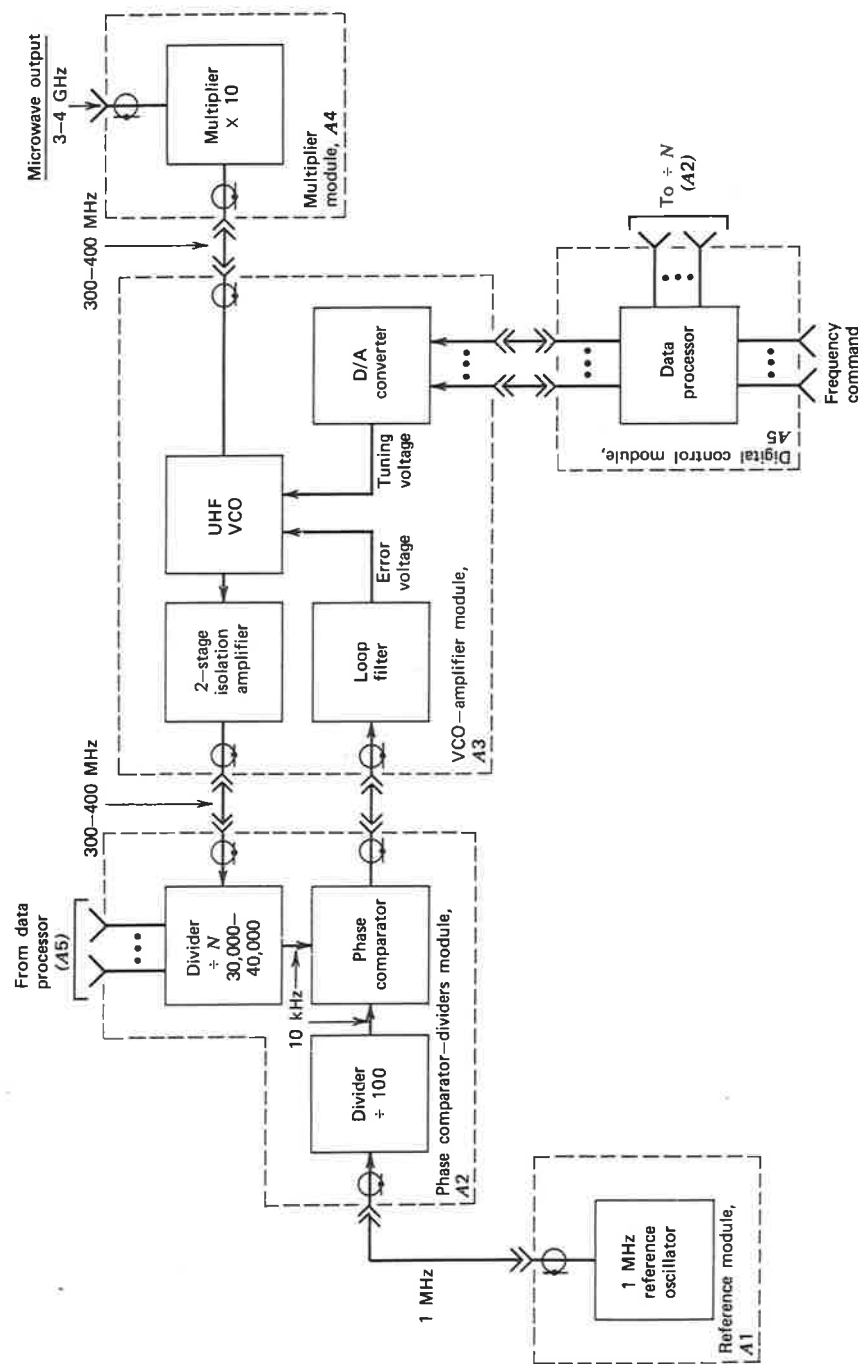 Microwave output
3–4 GHz
Multiplier
× 10
Multiplier
module, A4
300–400 MHz
UHF
VCO
D/A
converter
Tuning
voltage
Error
voltage
2–stage
isolation
amplifier
Loop
filter
VCO–amplifier module,
A3
To ÷ N
(A2)
Data
processor
Frequency
command
Digital control module,
A5
300–400 MHz
From data
processor
(A5)
Divider
÷ N
30,000–
40,000
10 kHz
Phase
comparator
Divider
÷ 100
Phase comparator–dividers module,
A2
1 MHz
1 MHz
reference
oscillator
Reference module,
A1